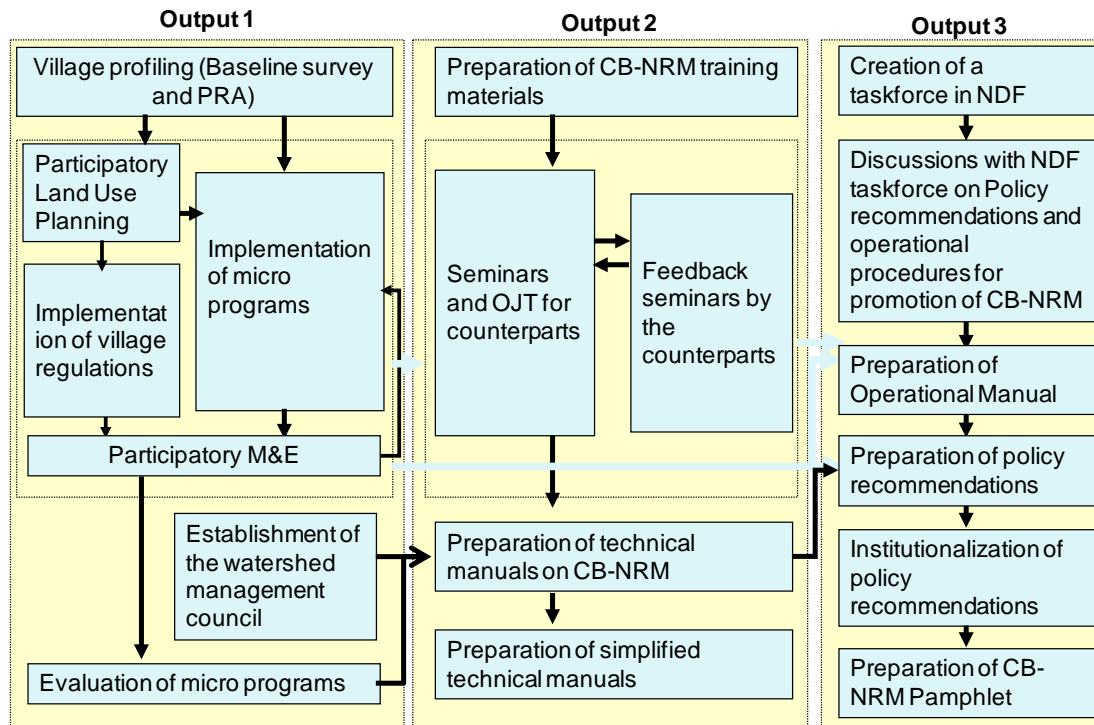 Output 1
Village profiling (Baseline survey
and PRA)
Participatory
Land Use
Planning
Implementation
of micro
programs
Implementat
ion of village
regulations
Participatory M&E
Establishment of
the watershed
management
council
Evaluation of micro programs
Output 2
Preparation of CB-NRM training
materials
Seminars
and OJT for
counterparts
Feedback
seminars by
the
counterparts
Preparation of technical
manuals on CB-NRM
Preparation of simplified
technical manuals
Output 3
Creation of a
taskforce in NDF
Discussions with NDF
taskforce on Policy
recommendations and
operational
procedures for
promotion of CB-NRM
Preparation of
Operational Manual
Preparation of policy
recommendations
Institutionalization of
policy
recommendations
Preparation of CB-
NRM Pamphlet